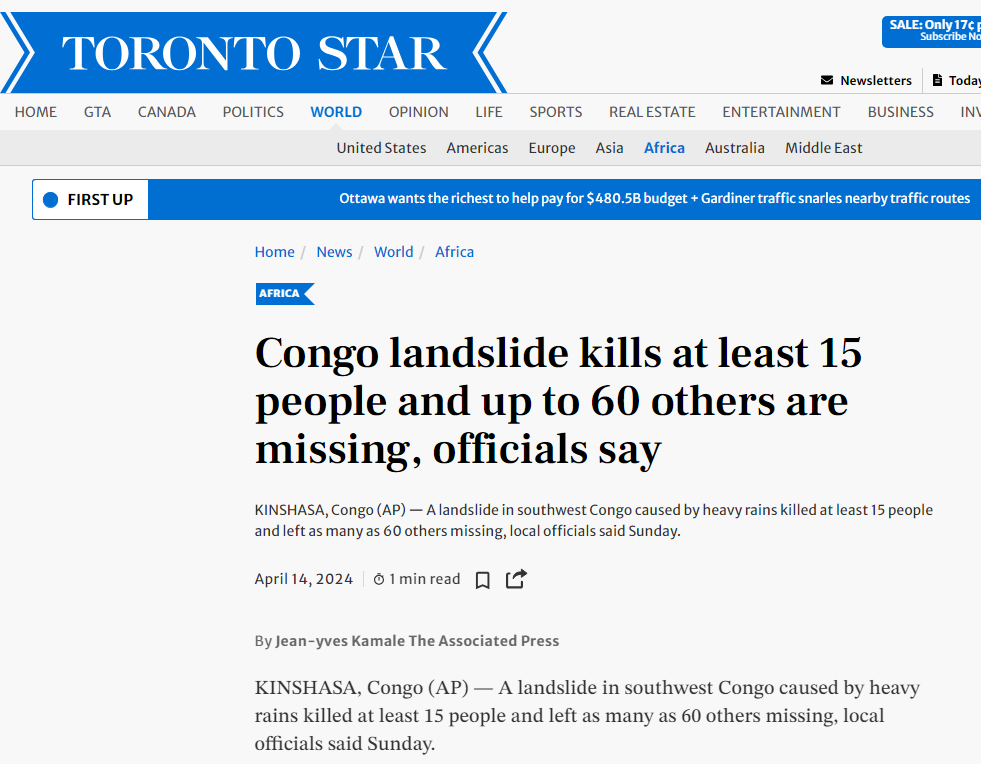 TORONTO STAR
SALE: Only 17¢
Subscribe
Newsletters
HOME GTA CANADA POLITICS WORLD OPINION LIFE SPORTS REAL ESTATE ENTERTAINMENT BUSINESS
United States Americas Europe Asia Africa Australia Middle East
FIRST UP Ottawa wants the richest to help pay for $480.5B budget + Gardiner traffic snarles nearby traffic routes
Home / News / World / Africa
AFRICA
Congo landslide kills at least 15
people and up to 60 others are
missing, officials say
KINSHASA, Congo (AP) — A landslide in southwest Congo caused by heavy rains killed at least 15 people
and left as many as 60 others missing, local officials said Sunday.
April 14, 2024 1 min read
By Jean-yves Kamale The Associated Press
KINSHASA, Congo (AP) — A landslide in southwest Congo caused by heavy
rains killed at least 15 people and left as many as 60 others missing, local
officials said Sunday.